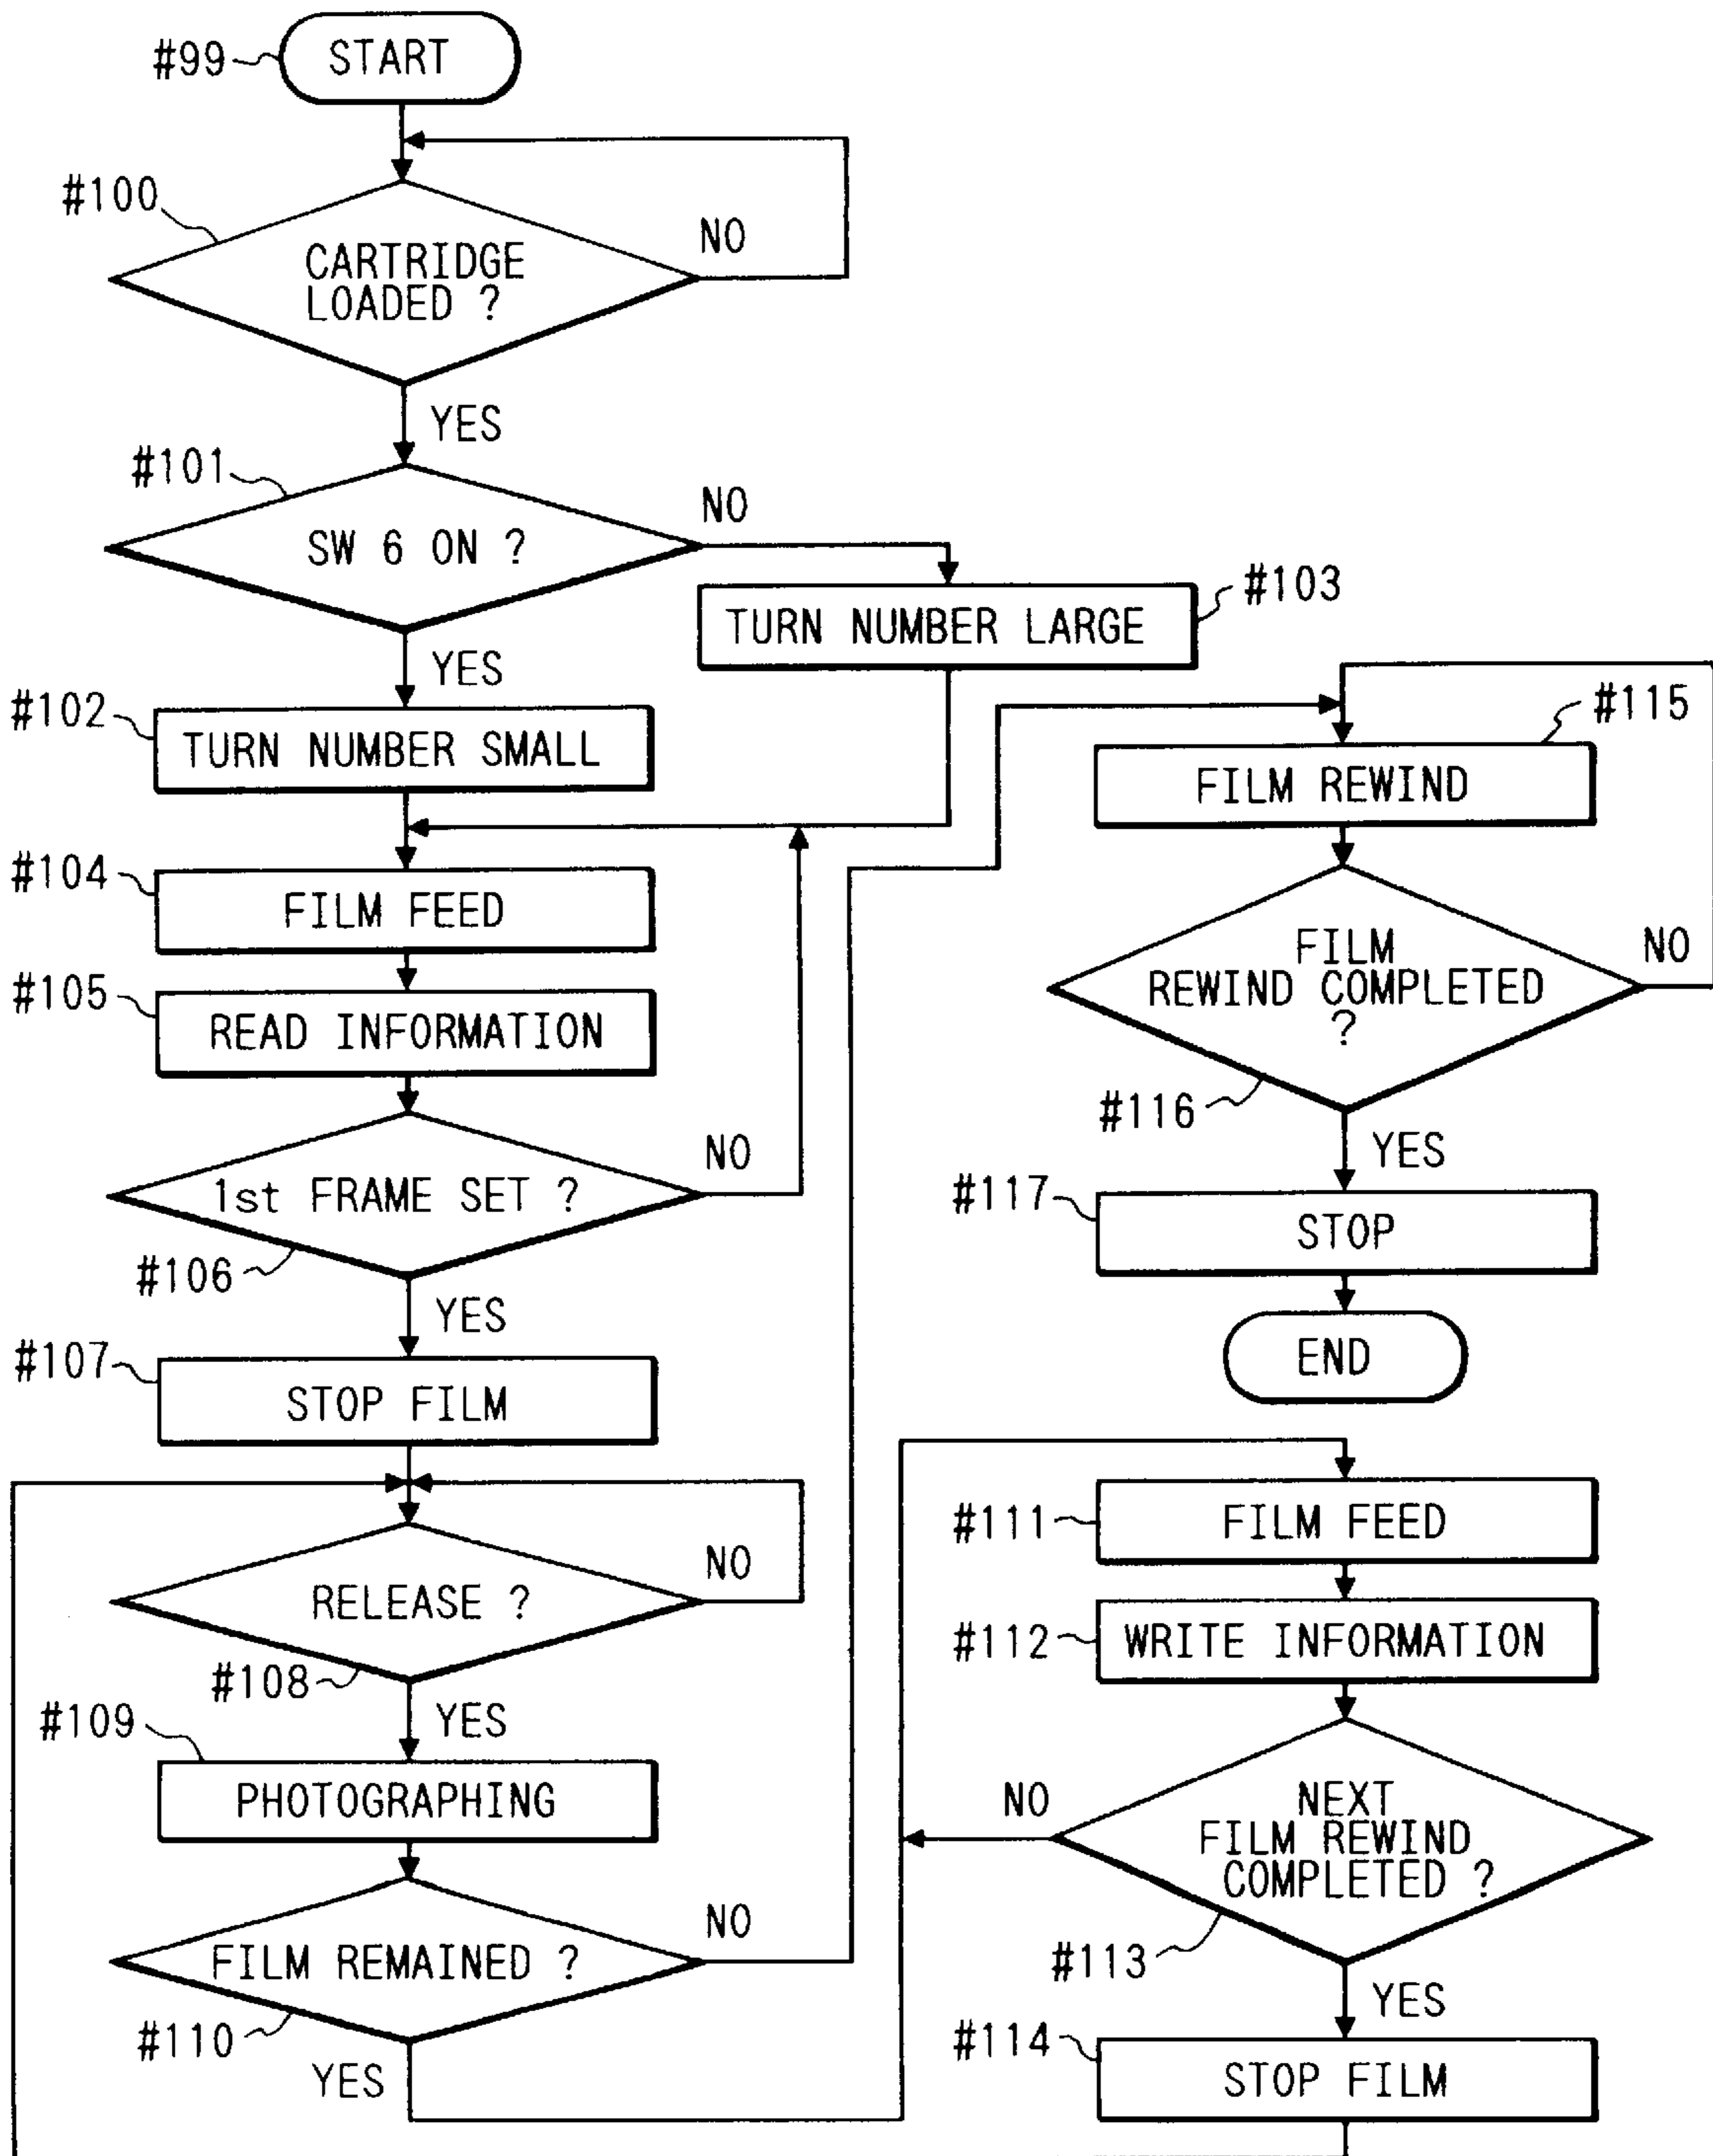 #99
START
#100
CARTRIDGE
LOADED ?
NO
YES
#101
SW 6 ON ?
NO
YES
#103
TURN NUMBER LARGE
#102
TURN NUMBER SMALL
#104
FILM FEED
#105
READ INFORMATION
1st FRAME SET ?
NO
#106
YES
#107
STOP FILM
RELEASE ?
NO
#108
YES
#109
PHOTOGRAPHING
FILM REMAINED ?
NO
#110
YES
#115
FILM REWIND
FILM
REWIND COMPLETED
?
NO
#116
YES
#117
STOP
END
#111
FILM FEED
#112
WRITE INFORMATION
NEXT
FILM REWIND
COMPLETED ?
NO
#113
YES
#114
STOP FILM